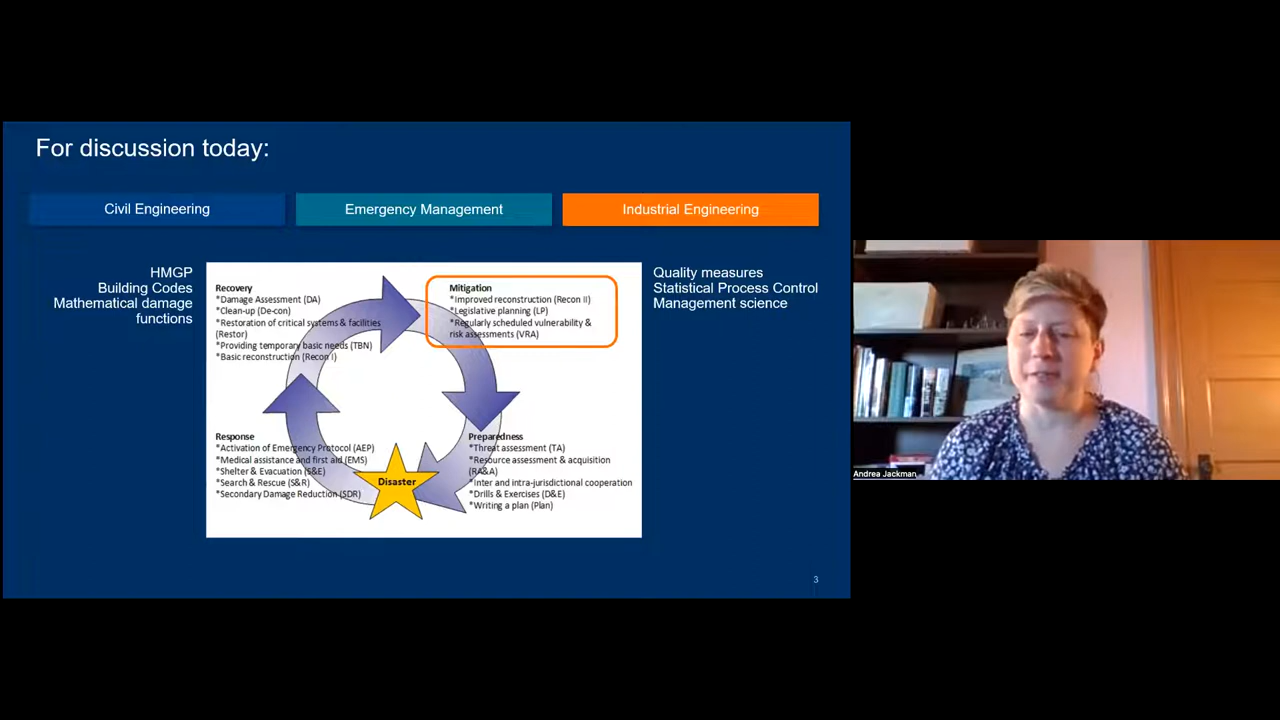 For discussion today:
Civil Engineering
Emergency Management
Industrial Engineering
HMGP
Building Codes
Mathematical damage
functions
Recovery
*Damage Assessment (DA)
*Clean-up (De-con)
*Restoration of critical systems & facilities
(Restor)
*Providing temporary basic needs (TBN)
*Basic reconstruction (Recon I)
Mitigation
*Improved reconstruction (Recon II)
*Legislative planning (LP)
*Regularly scheduled vulnerability &
risk assessments (VRA)
Response
*Activation of Emergency Protocol (AEP)
*Medical assistance and first aid (EMS)
*Shelter & Evacuation (S&E)
*Search & Rescue (S&R)
*Secondary Damage Reduction (SDR)
Disaster
Preparedness
*Threat assessment (TA)
*Resource assessment & acquisition
(RA&A)
*Inter and intra-jurisdictional cooperation
*Drills & Exercises (D&E)
*Writing a plan (Plan)
Quality measures
Statistical Process Control
Management science
3
Andrea Jackman